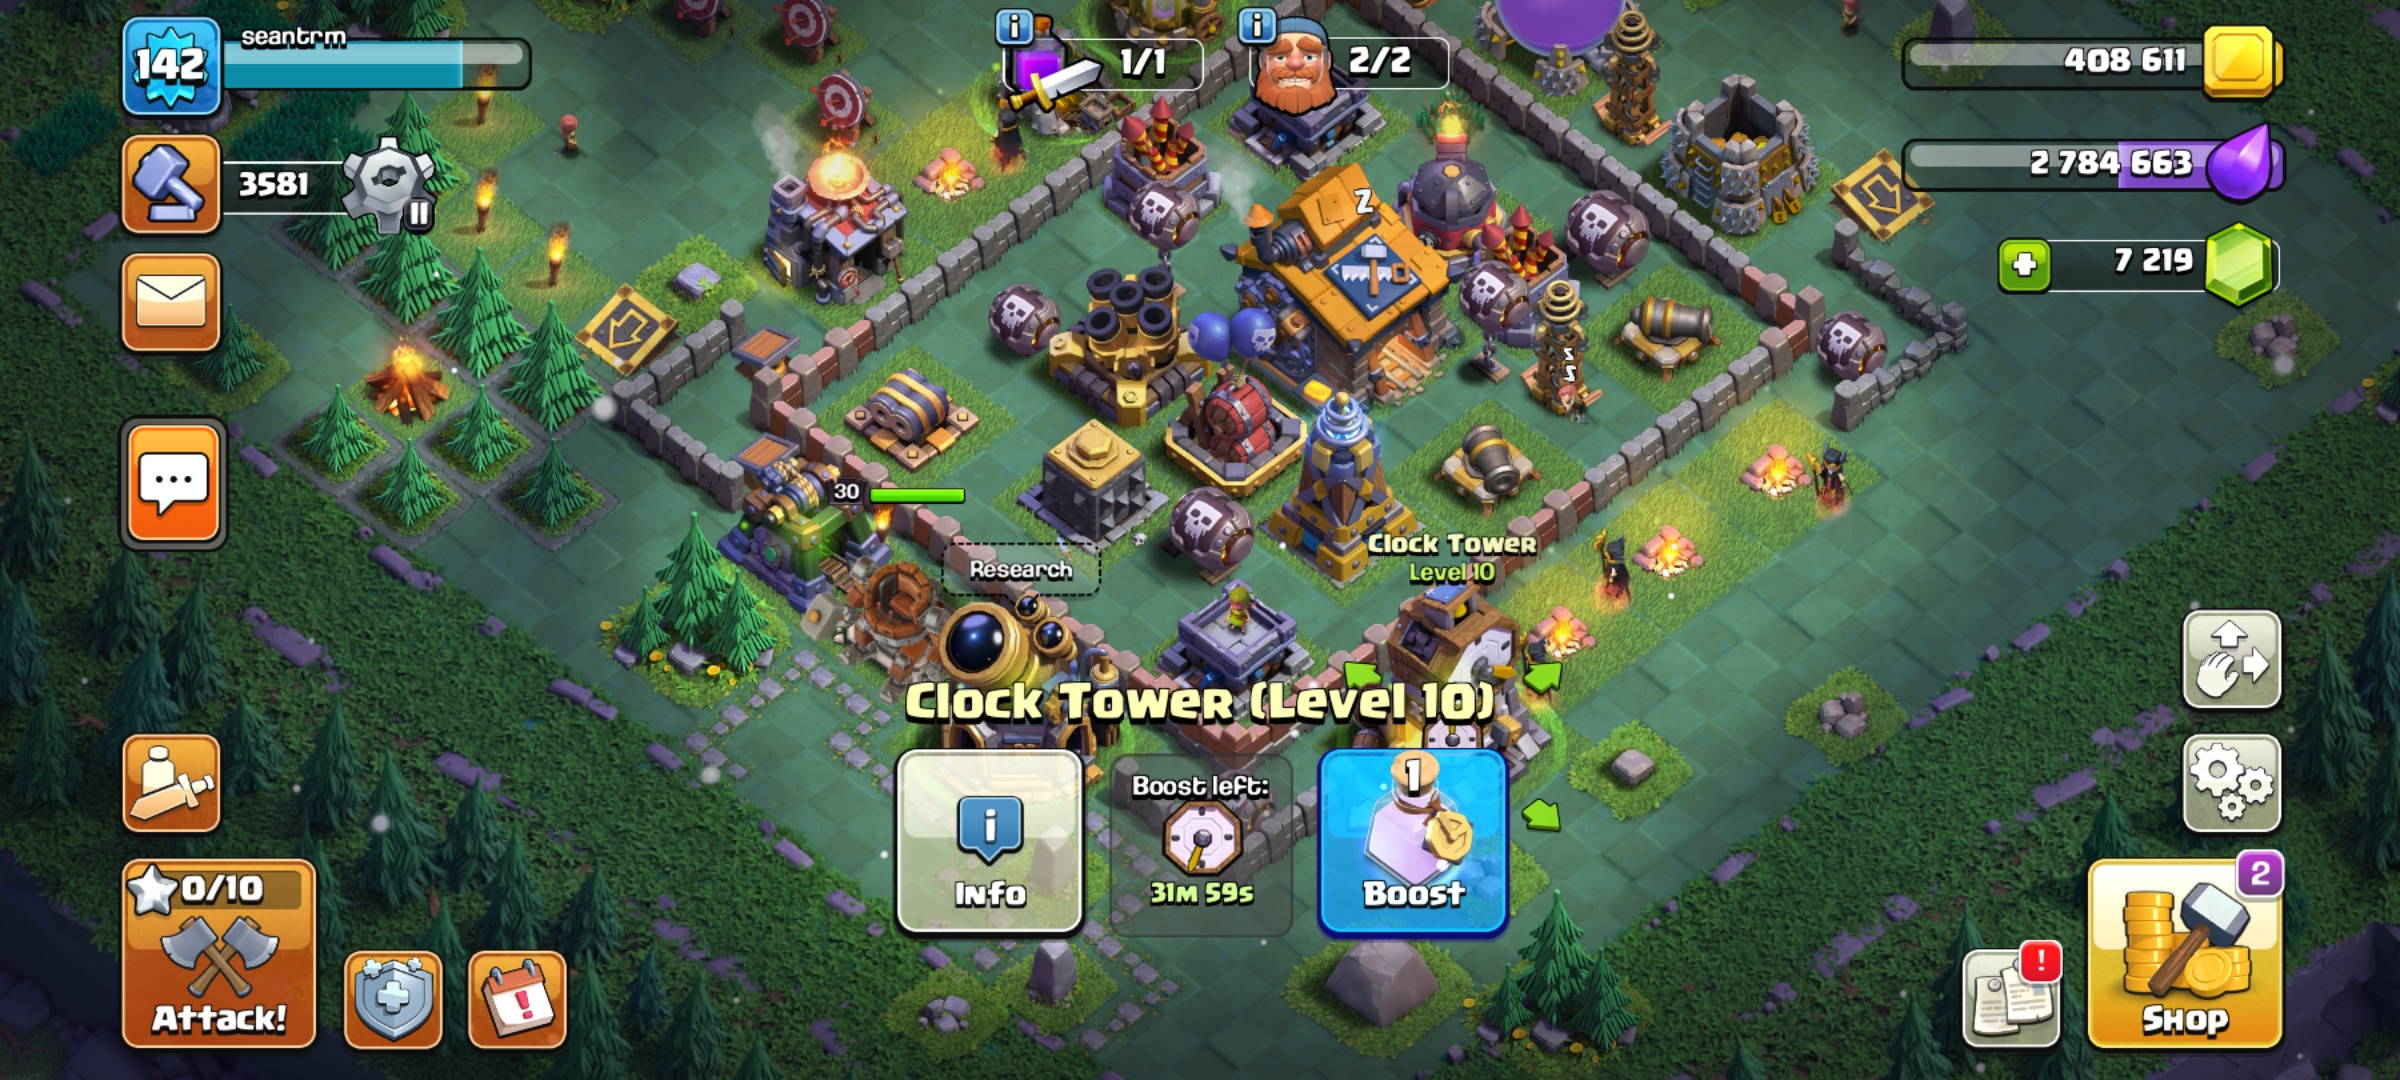 142
seantrm
1/1
2/2
408 611
3581
2 784 663
7 219
Z
30
Research
Clock Tower
Level 10
Clock Tower (Level 10)
Info
Boost left:
31M 59s
1
Boost
0/10
Attack!
2
!
Shop